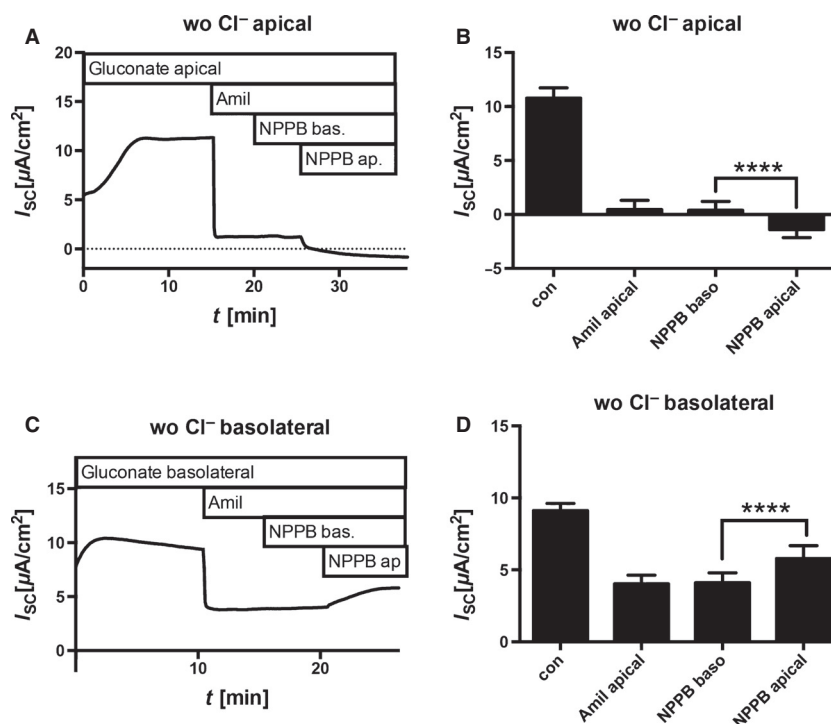 A
wo Cl⁻ apical
20
15
10
5
0
I_SC[µA/cm²]
Gluconate apical
Amil
NPPB bas.
NPPB ap.
0
10
20
30
t [min]
B
wo Cl⁻ apical
15
10
5
0
−5
I_SC[µA/cm²]
****
con
Amil apical
NPPB baso
NPPB apical
C
wo Cl⁻ basolateral
Gluconate basolateral
Amil
NPPB bas.
NPPB ap
15
10
5
0
I_SC[µA/cm²]
10
20
t [min]
D
wo Cl⁻ basolateral
15
10
5
0
I_SC[µA/cm²]
****
con
Amil apical
NPPB baso
NPPB apical